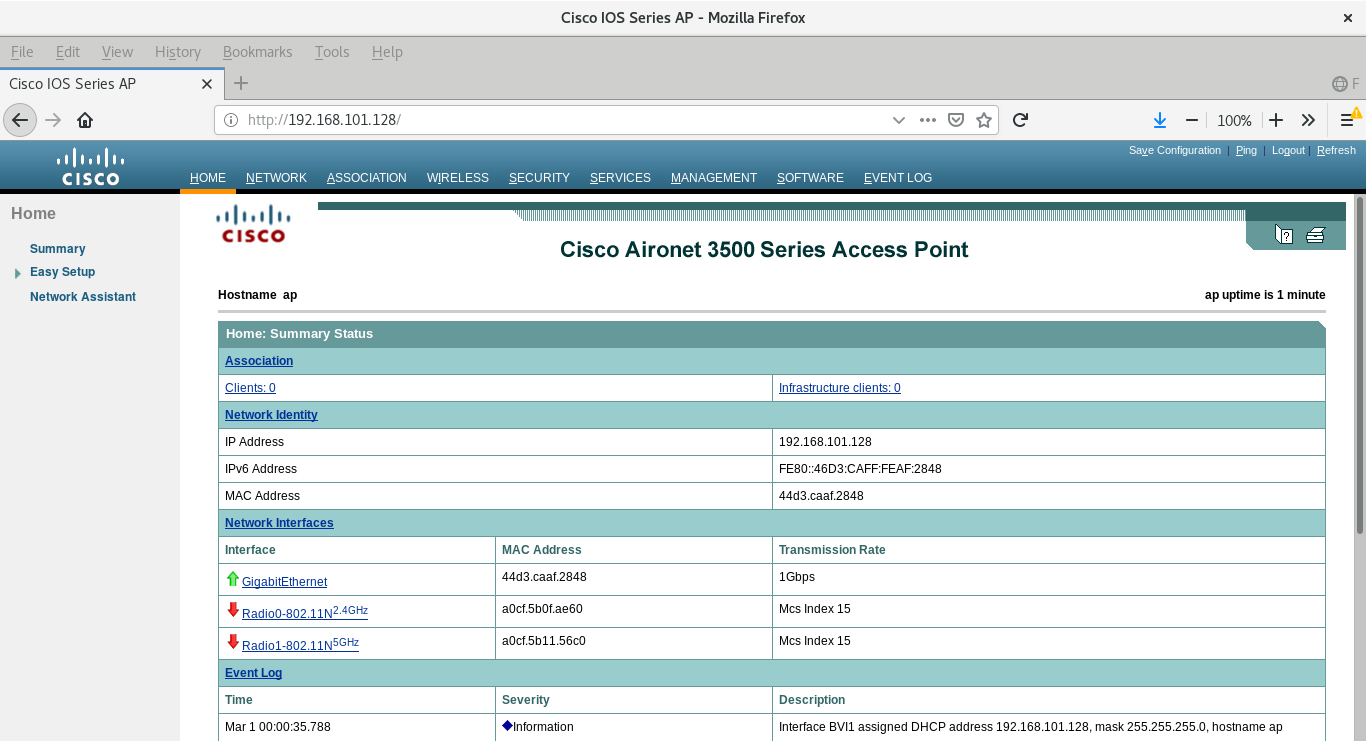 Cisco IOS Series AP - Mozilla Firefox
File Edit View History Bookmarks Tools Help
Cisco IOS Series AP
F
http://192.168.101.128/
100%
Save Configuration | Ping | Logout | Refresh
CISCO
HOME NETWORK ASSOCIATION WIRELESS SECURITY SERVICES MANAGEMENT SOFTWARE EVENT LOG
Home
Summary
Easy Setup
Network Assistant
CISCO
Cisco Aironet 3500 Series Access Point
Hostname ap ap uptime is 1 minute
Home: Summary Status
Association
Clients: 0 Infrastructure clients: 0
Network Identity
IP Address 192.168.101.128
IPv6 Address FE80::46D3:CAFF:FEAF:2848
MAC Address 44d3.caaf.2848
Network Interfaces
Interface MAC Address Transmission Rate
GigabitEthernet 44d3.caaf.2848 1Gbps
Radio0-802.11N2.4GHz a0cf.5b0f.ae60 Mcs Index 15
Radio1-802.11N5GHz a0cf.5b11.56c0 Mcs Index 15
Event Log
Time Severity Description
Mar 1 00:00:35.788 Information Interface BVI1 assigned DHCP address 192.168.101.128, mask 255.255.255.0, hostname ap